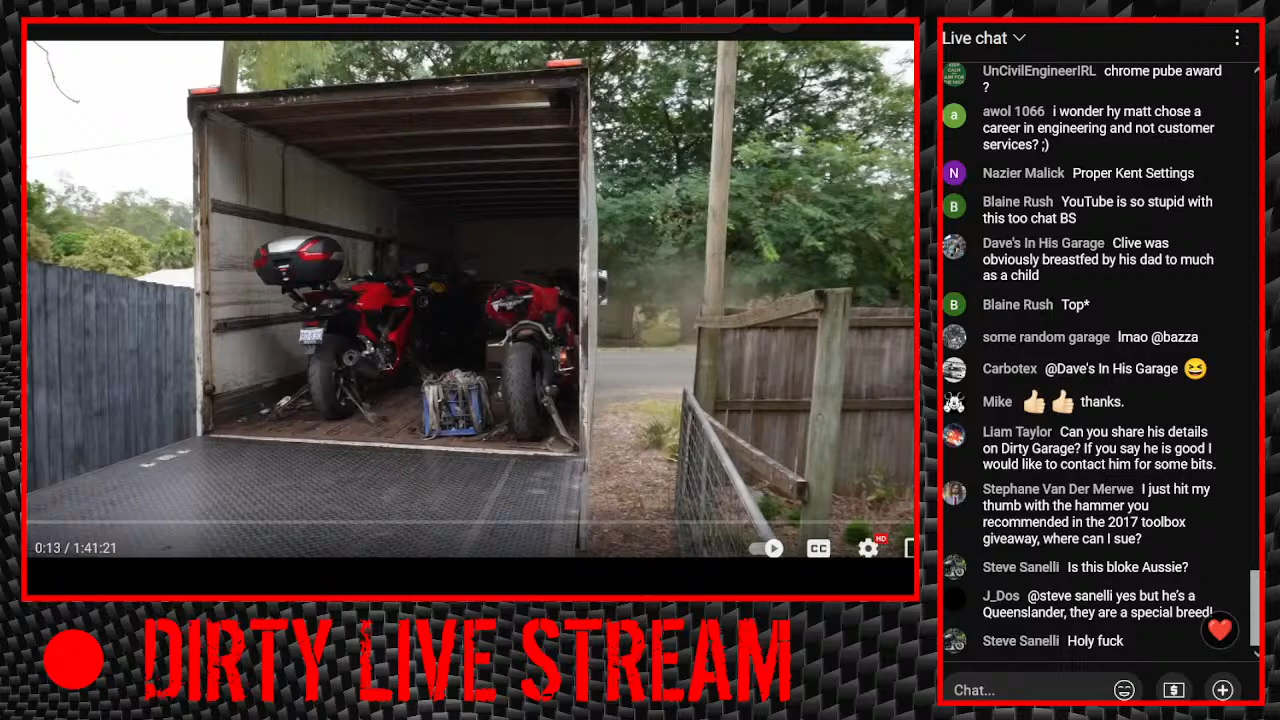 0:13 / 1:41:21
CC
HD
DIRTY LIVE STREAM
Live chat
UnCivilEngineerIRL chrome pube award
?
awol 1066 i wonder hy matt chose a
career in engineering and not customer
services? ;)
Nazier Malick Proper Kent Settings
Blaine Rush YouTube is so stupid with
this too chat BS
Dave's In His Garage Clive was
obviously breastfed by his dad to much
as a child
Blaine Rush Top*
some random garage lmao @bazza
Carbotex @Dave's In His Garage 😆
Mike 👍🏻 👍🏻 thanks.
Liam Taylor Can you share his details
on Dirty Garage? If you say he is good I
would like to contact him for some bits.
Stephane Van Der Merwe I just hit my
thumb with the hammer you
recommended in the 2017 toolbox
giveaway, where can I sue?
Steve Sanelli Is this bloke Aussie?
J_Dos @steve sanelli yes but he's a
Queenslander, they are a special breed!
Steve Sanelli Holy fuck
Chat...